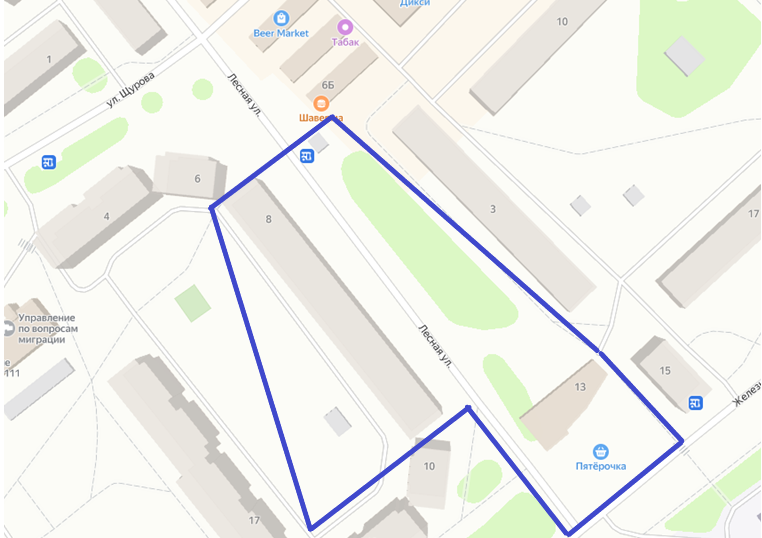 Дикси
10
Beer Market
Табак
1
ул. Щурова
Лесная ул.
6Б
6
3
8
4
17
Управление
по вопросам
миграции
е
111
Лесная ул.
13
15
Пятёрочка
10
17